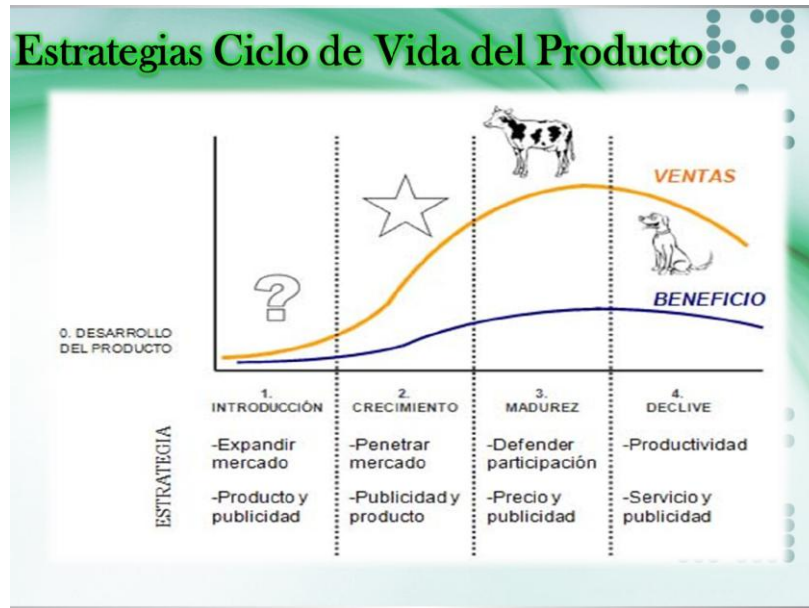 Estrategias Ciclo de Vida del Producto
VENTAS
?
BENEFICIO
0. DESARROLLO
DEL PRODUCTO
1.
INTRODUCCIÓN
2.
CRECIMIENTO
3.
MADUREZ
4.
DECLIVE
ESTRATEGIA
-Expandir
mercado
-Producto y
publicidad
-Penetrar
mercado
-Publicidad y
producto
-Defender
participación
-Precio y
publicidad
-Productividad
-Servicio y
publicidad